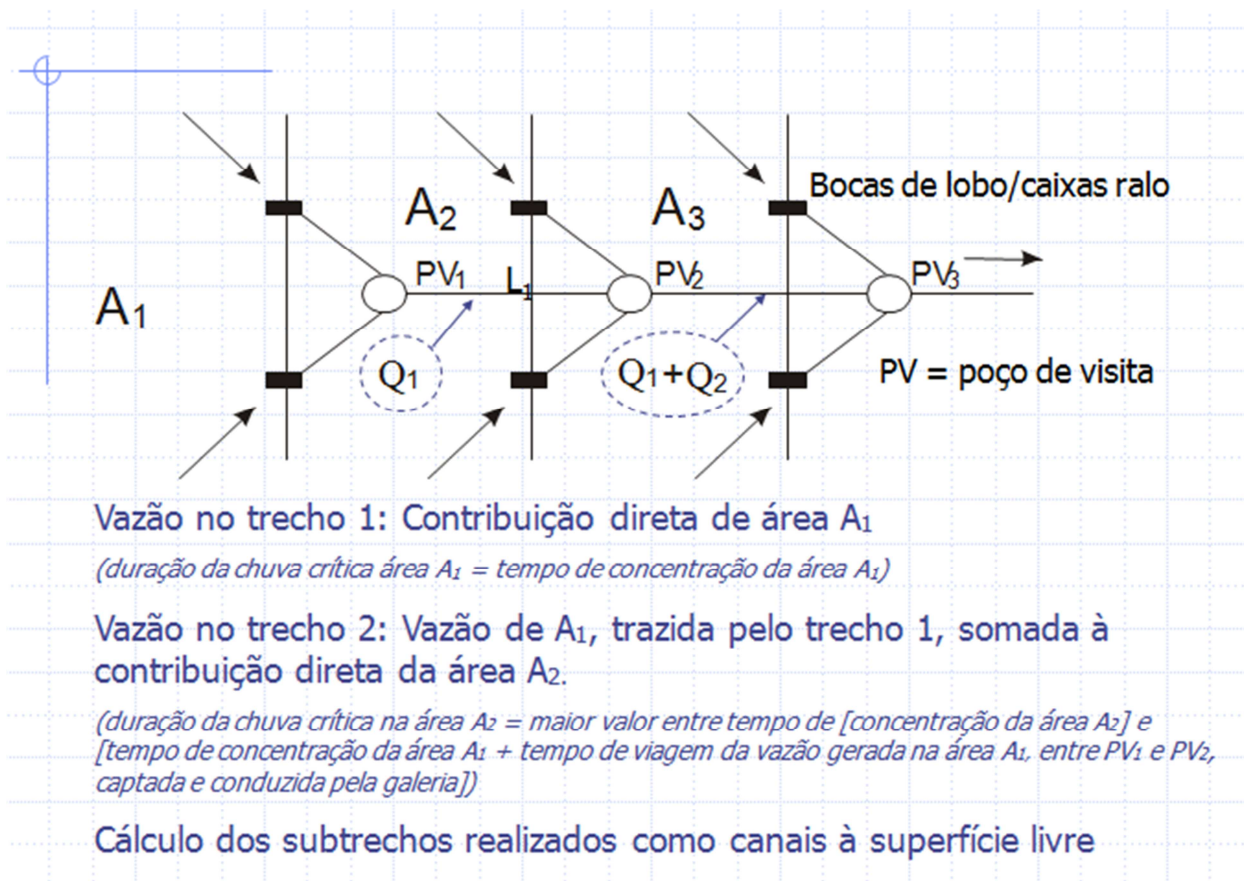 Bocas de lobo/caixas ralo
A2
A3
PV1
L1
PV2
PV3
A1
Q1
Q1+Q2
PV = poço de visita
Vazão no trecho 1: Contribuição direta de área A1
(duração da chuva crítica área A1 = tempo de concentração da área A1)
Vazão no trecho 2: Vazão de A1, trazida pelo trecho 1, somada à
contribuição direta da área A2.
(duração da chuva crítica na área A2 = maior valor entre tempo de [concentração da área A2] e
[tempo de concentração da área A1 + tempo de viagem da vazão gerada na área A1, entre PV1 e PV2,
captada e conduzida pela galeria])
Cálculo dos subtrechos realizados como canais à superfície livre